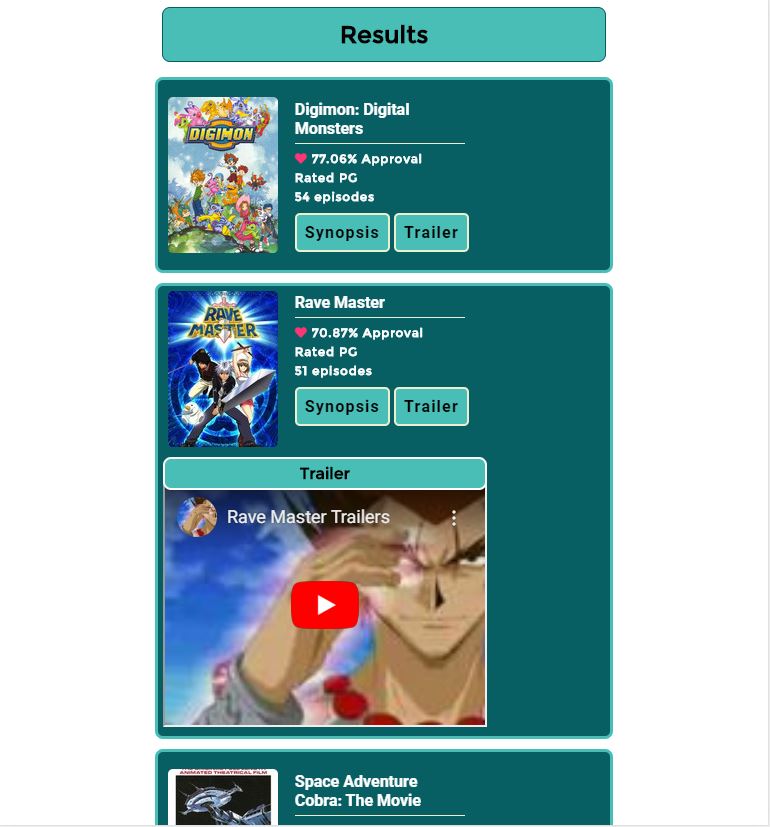 Results
DIGIMON
Digimon: Digital
Monsters
77.06% Approval
Rated PG
54 episodes
Synopsis Trailer
RAVE
MASTER
Rave Master
70.87% Approval
Rated PG
51 episodes
Synopsis Trailer
Trailer
Rave Master Trailers
ANIMATED THEATRICAL FILM
Space Adventure
Cobra: The Movie